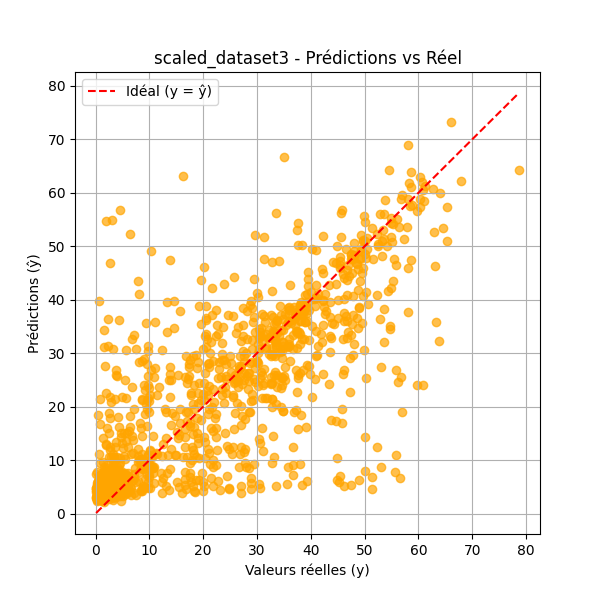 scaled_dataset3 - Prédictions vs Réel
Idéal (y = ŷ)
Prédictions (ŷ)
80
70
60
50
40
30
20
10
0
0 10 20 30 40 50 60 70 80
Valeurs réelles (y)